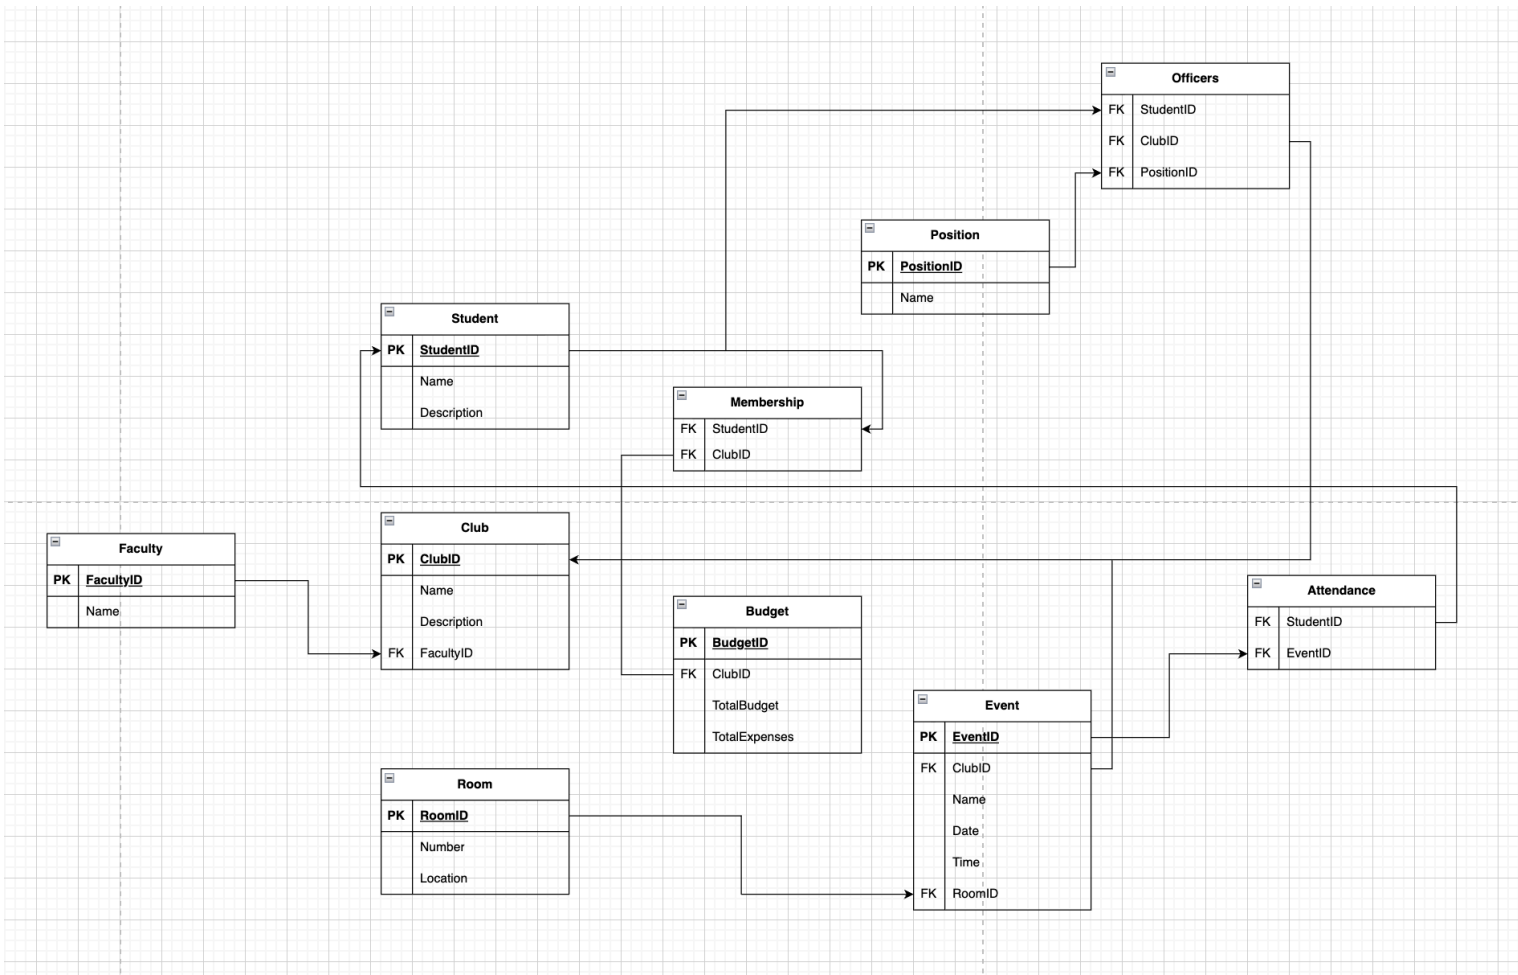 Officers
FK StudentID
FK ClubID
FK PositionID
Position
PK PositionID
Name
Student
PK StudentID
Name
Description
Membership
FK StudentID
FK ClubID
Faculty
PK FacultyID
Name
Club
PK ClubID
Name
Description
FK FacultyID
Budget
PK BudgetID
FK ClubID
TotalBudget
TotalExpenses
Attendance
FK StudentID
FK EventID
Event
PK EventID
FK ClubID
Name
Date
Time
FK RoomID
Room
PK RoomID
Number
Location